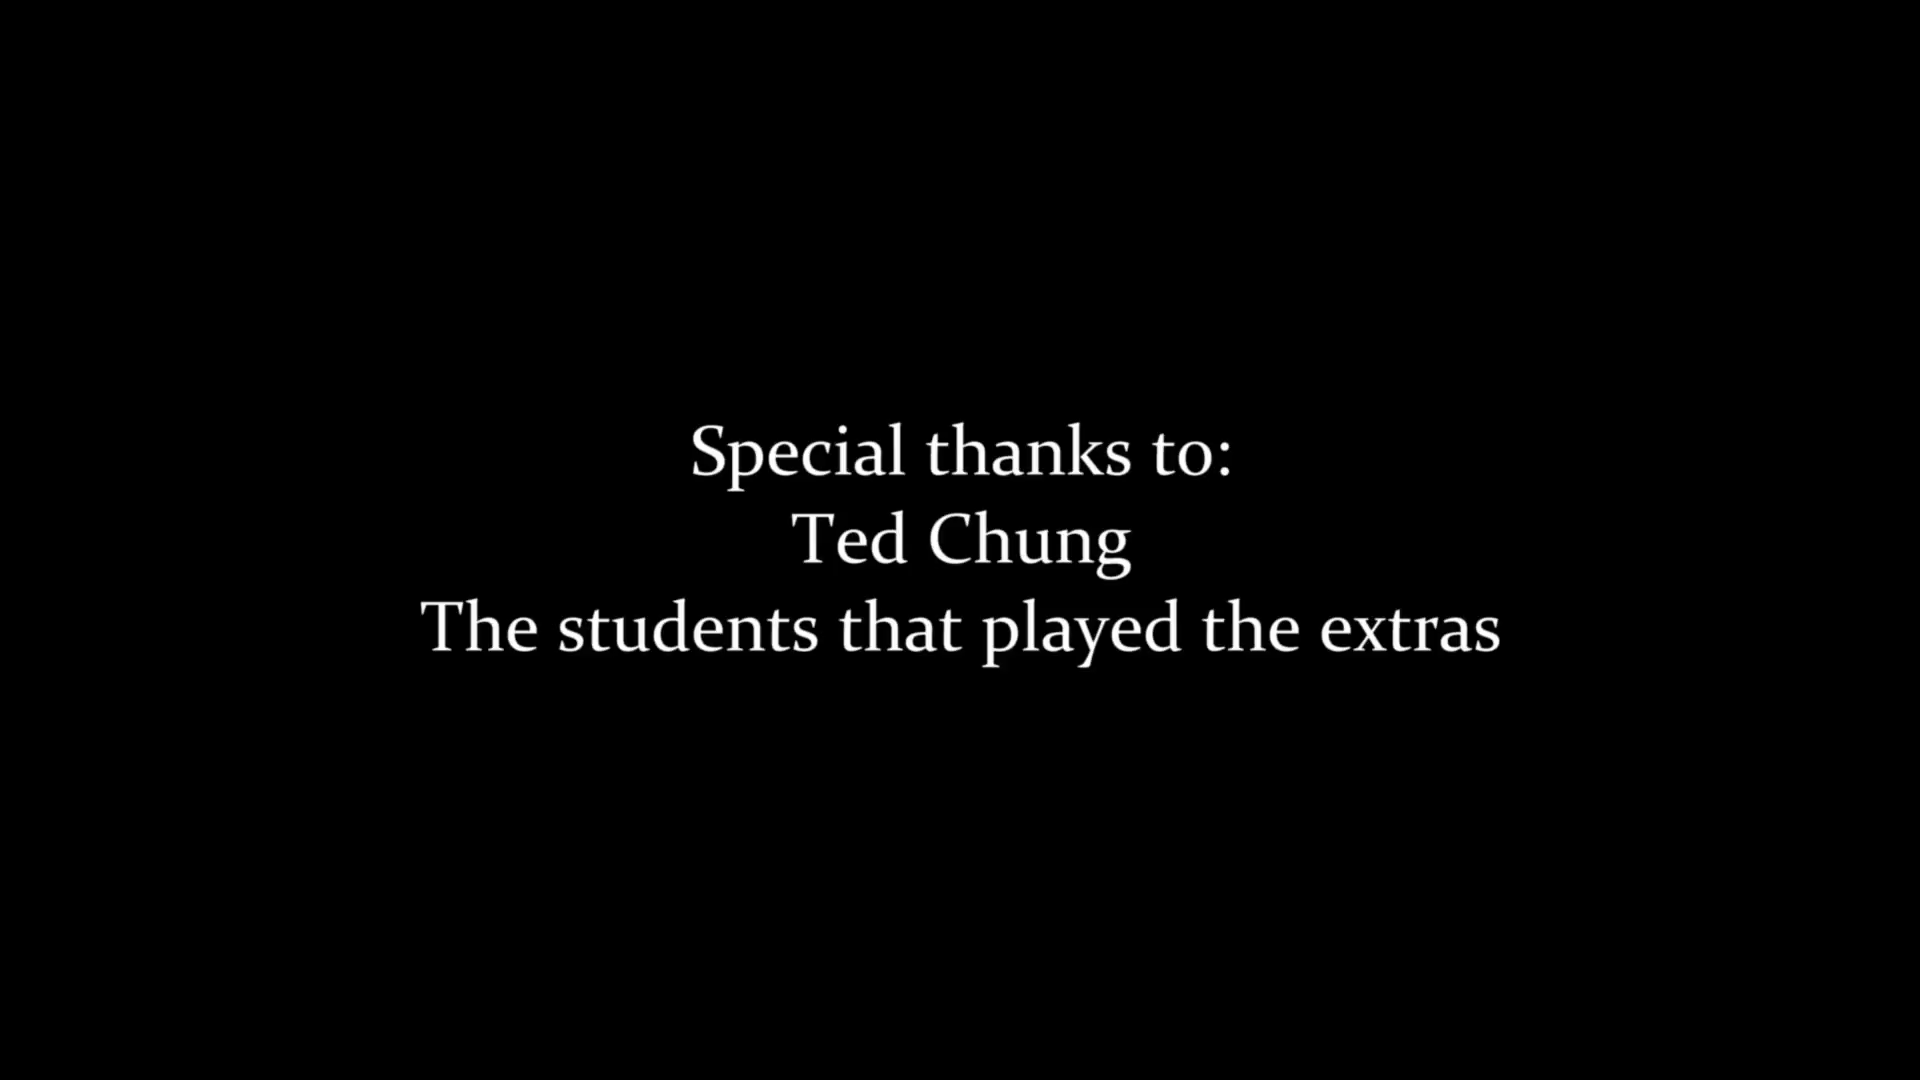 Special thanks to:
Ted Chung
The students that played the extras